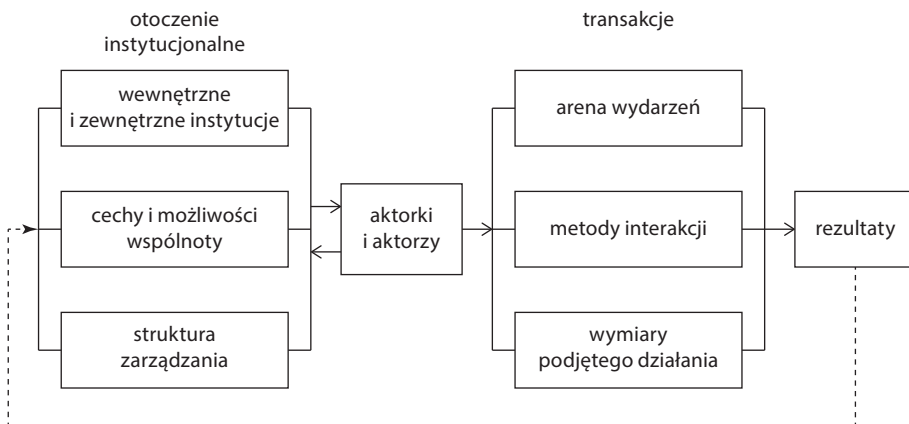 otoczenie
instytucjonalne
transakcje
wewnętrzne
i zewnętrzne instytucje
cechy i możliwości
wspólnoty
struktura
zarządzania
aktorki
i aktorzy
arena wydarzeń
metody interakcji
wymiary
podjętego działania
rezultaty